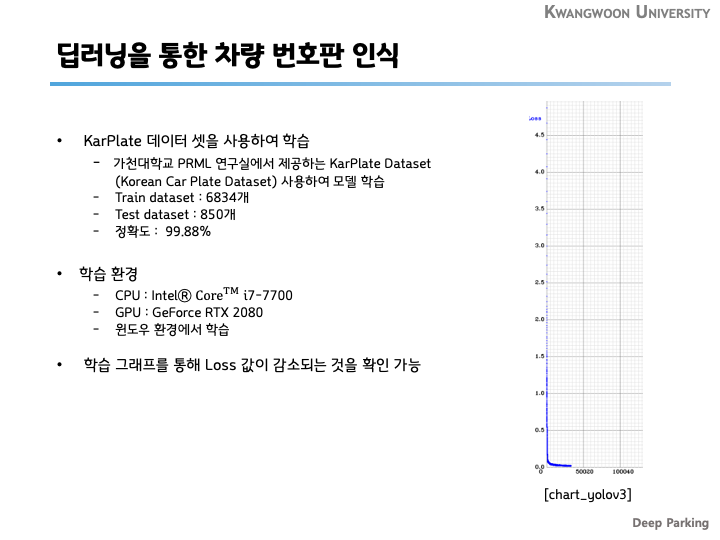 KWANGWOON UNIVERSITY
딥러닝을 통한 차량 번호판 인식
• KarPlate 데이터 셋을 사용하여 학습
- 가천대학교 PRML 연구실에서 제공하는 KarPlate Dataset
(Korean Car Plate Dataset) 사용하여 모델 학습
- Train dataset : 6834개
- Test dataset : 850개
- 정확도 : 99.88%
• 학습 환경
- CPU : Intel® Core™ i7-7700
- GPU : GeForce RTX 2080
- 윈도우 환경에서 학습
• 학습 그래프를 통해 Loss 값이 감소되는 것을 확인 가능
Loss
4.5
4.0
3.5
3.0
2.5
2.0
1.5
1.0
0.5
0.0
0 50020 100040
[chart_yolov3]
Deep Parking